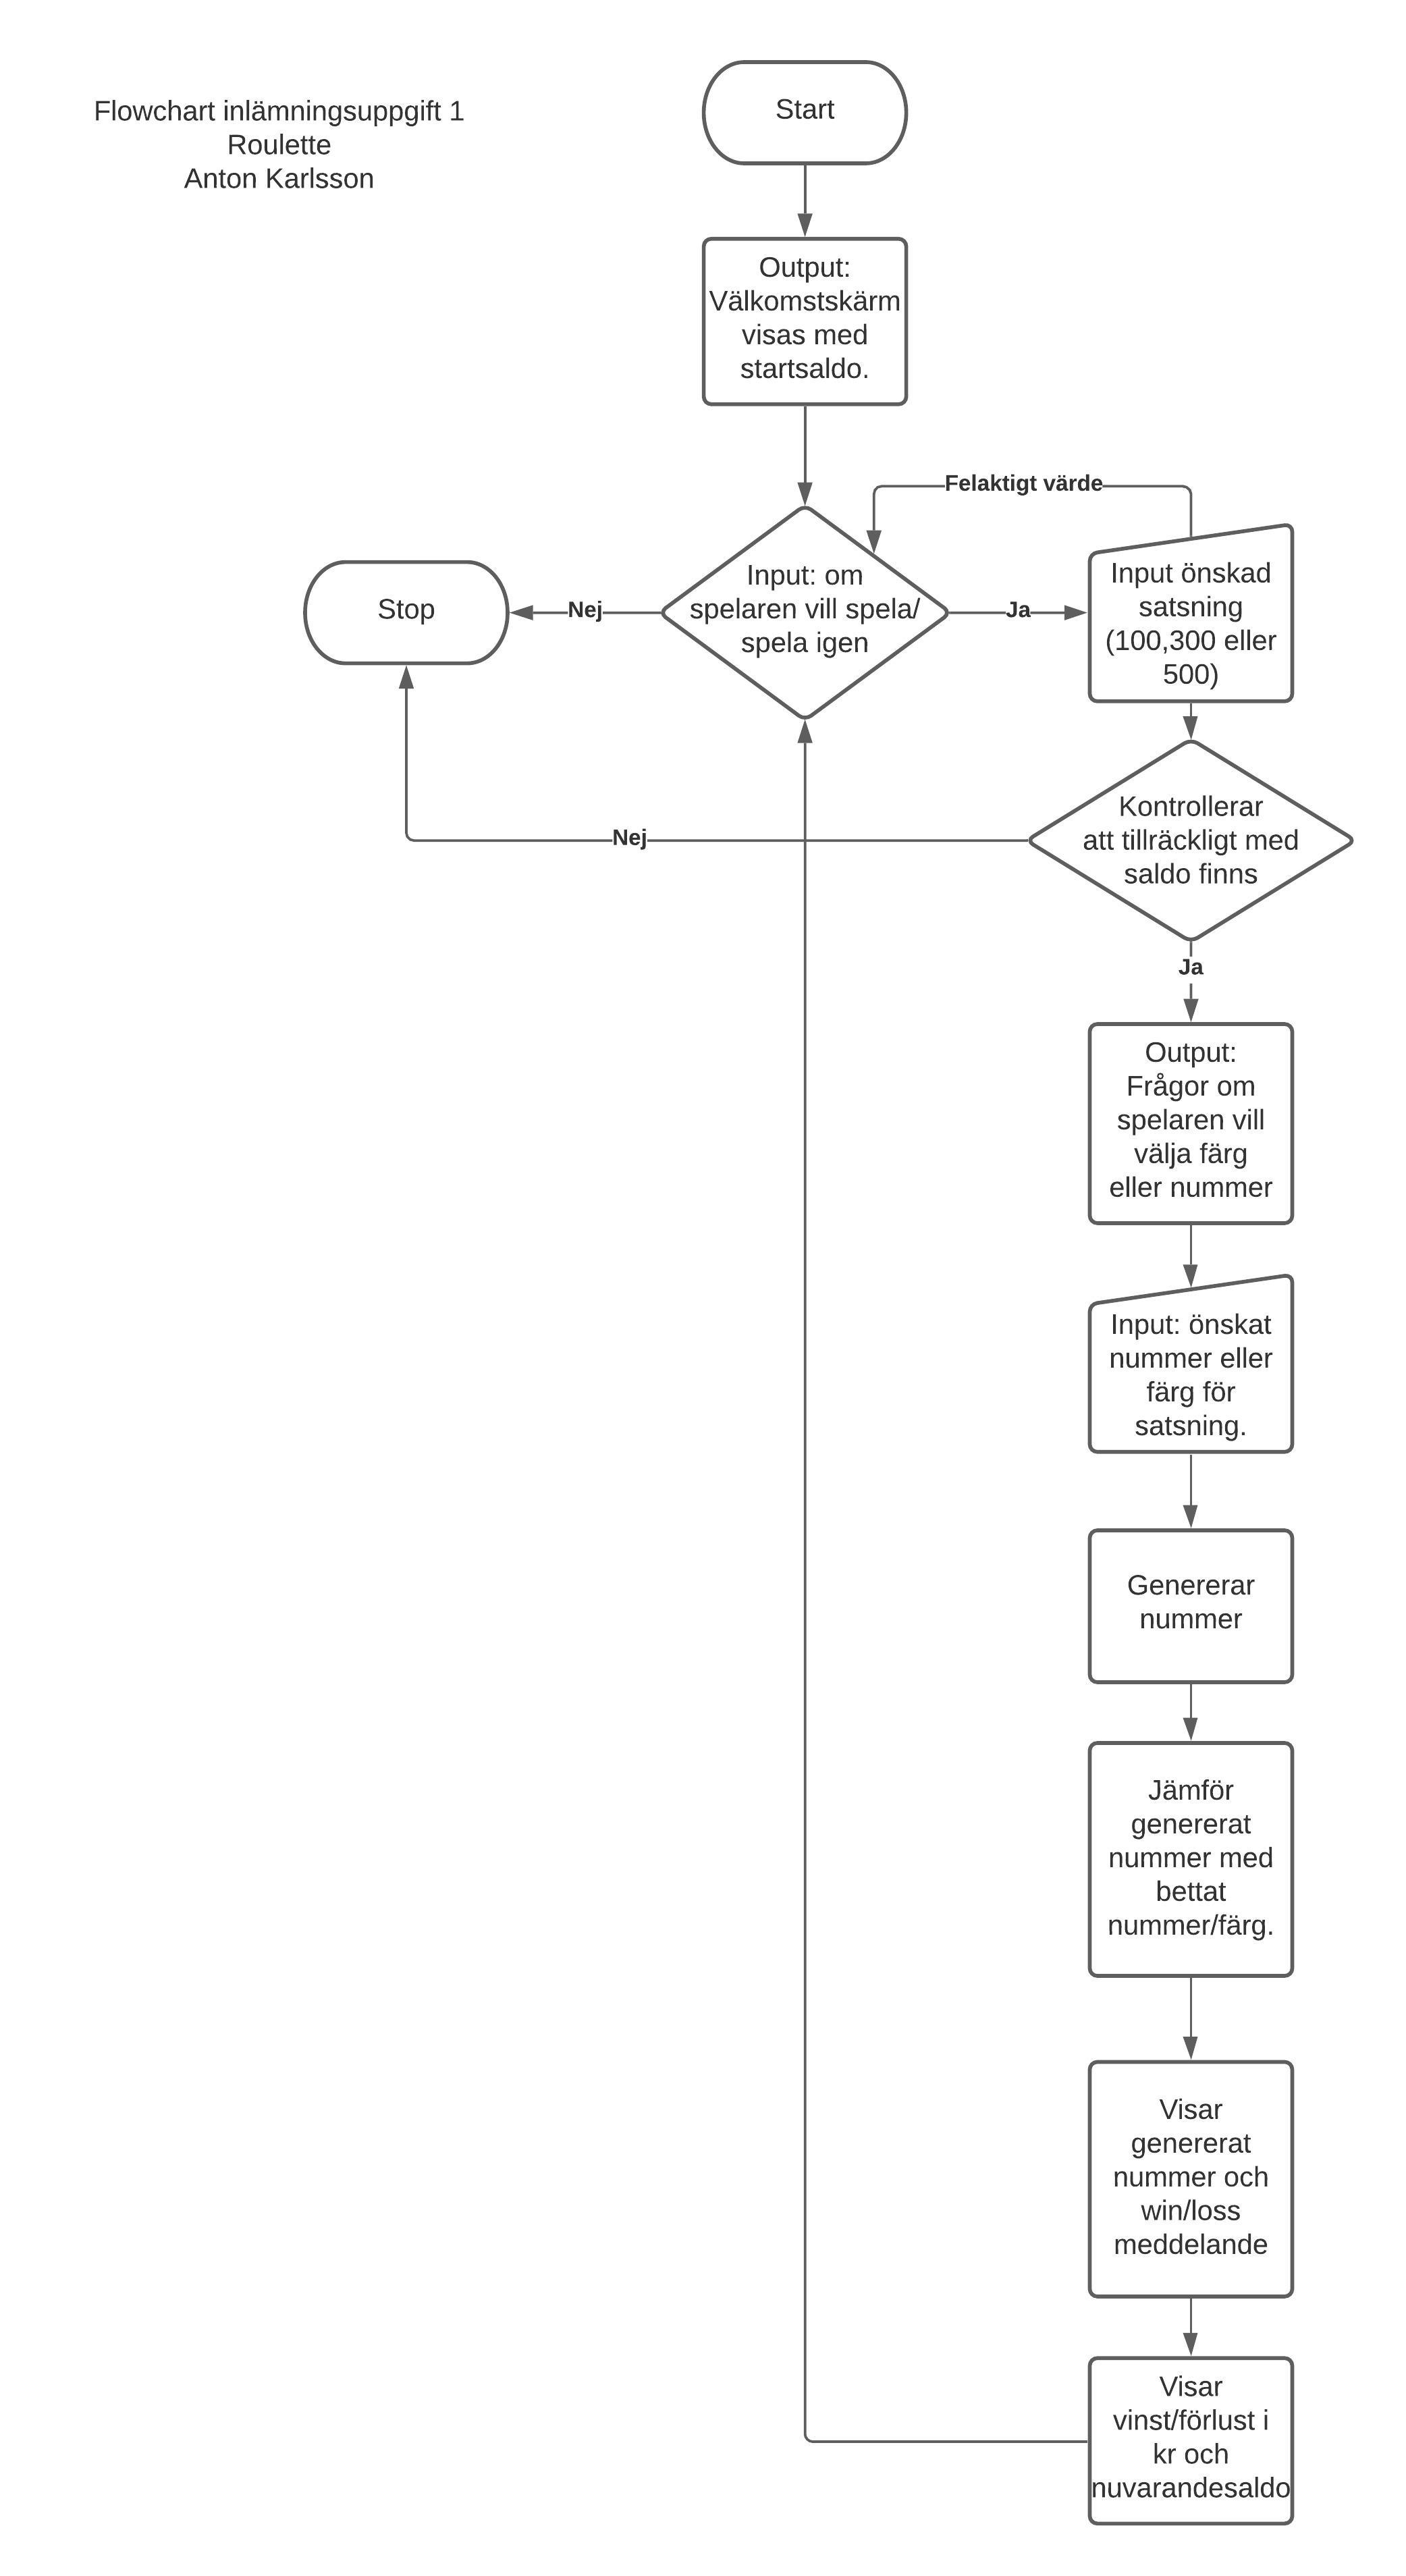 Flowchart inlämningsuppgift 1
Roulette
Anton Karlsson
Start
Output:
Välkomstskärm
visas med
startsaldo.
Felaktigt värde
Input: om
spelaren vill spela/
spela igen
Nej
Stop
Ja
Input önskad
satsning
(100,300 eller
500)
Kontrollerar
att tillräckligt med
saldo finns
Nej
Ja
Output:
Frågor om
spelaren vill
välja färg
eller nummer
Input: önskat
nummer eller
färg för
satsning.
Genererar
nummer
Jämför
genererat
nummer med
bettat
nummer/färg.
Visar
genererat
nummer och
win/loss
meddelande
Visar
vinst/förlust i
kr och
nuvarandesaldo